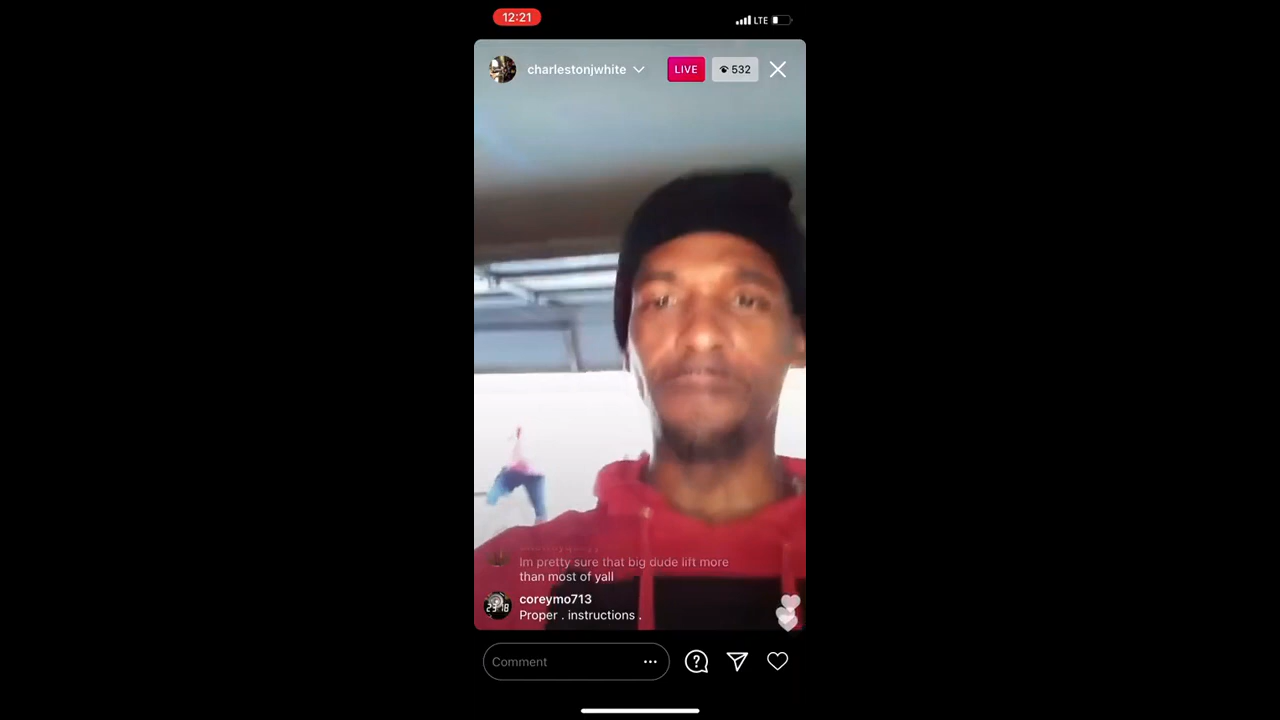 12:21
LTE
charlestonjwhite
LIVE
532
Im pretty sure that big dude lift more
than most of yall
coreymo713
Proper . instructions .
Comment